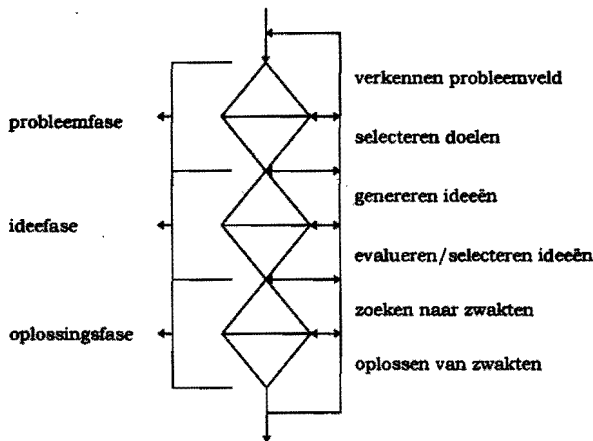 verkennen probleemveld
probleemfase
selecteren doelen
genereren ideeën
ideefase
evalueren/selecteren ideeën
zoeken naar zwakten
oplossingsfase
oplossen van zwakten